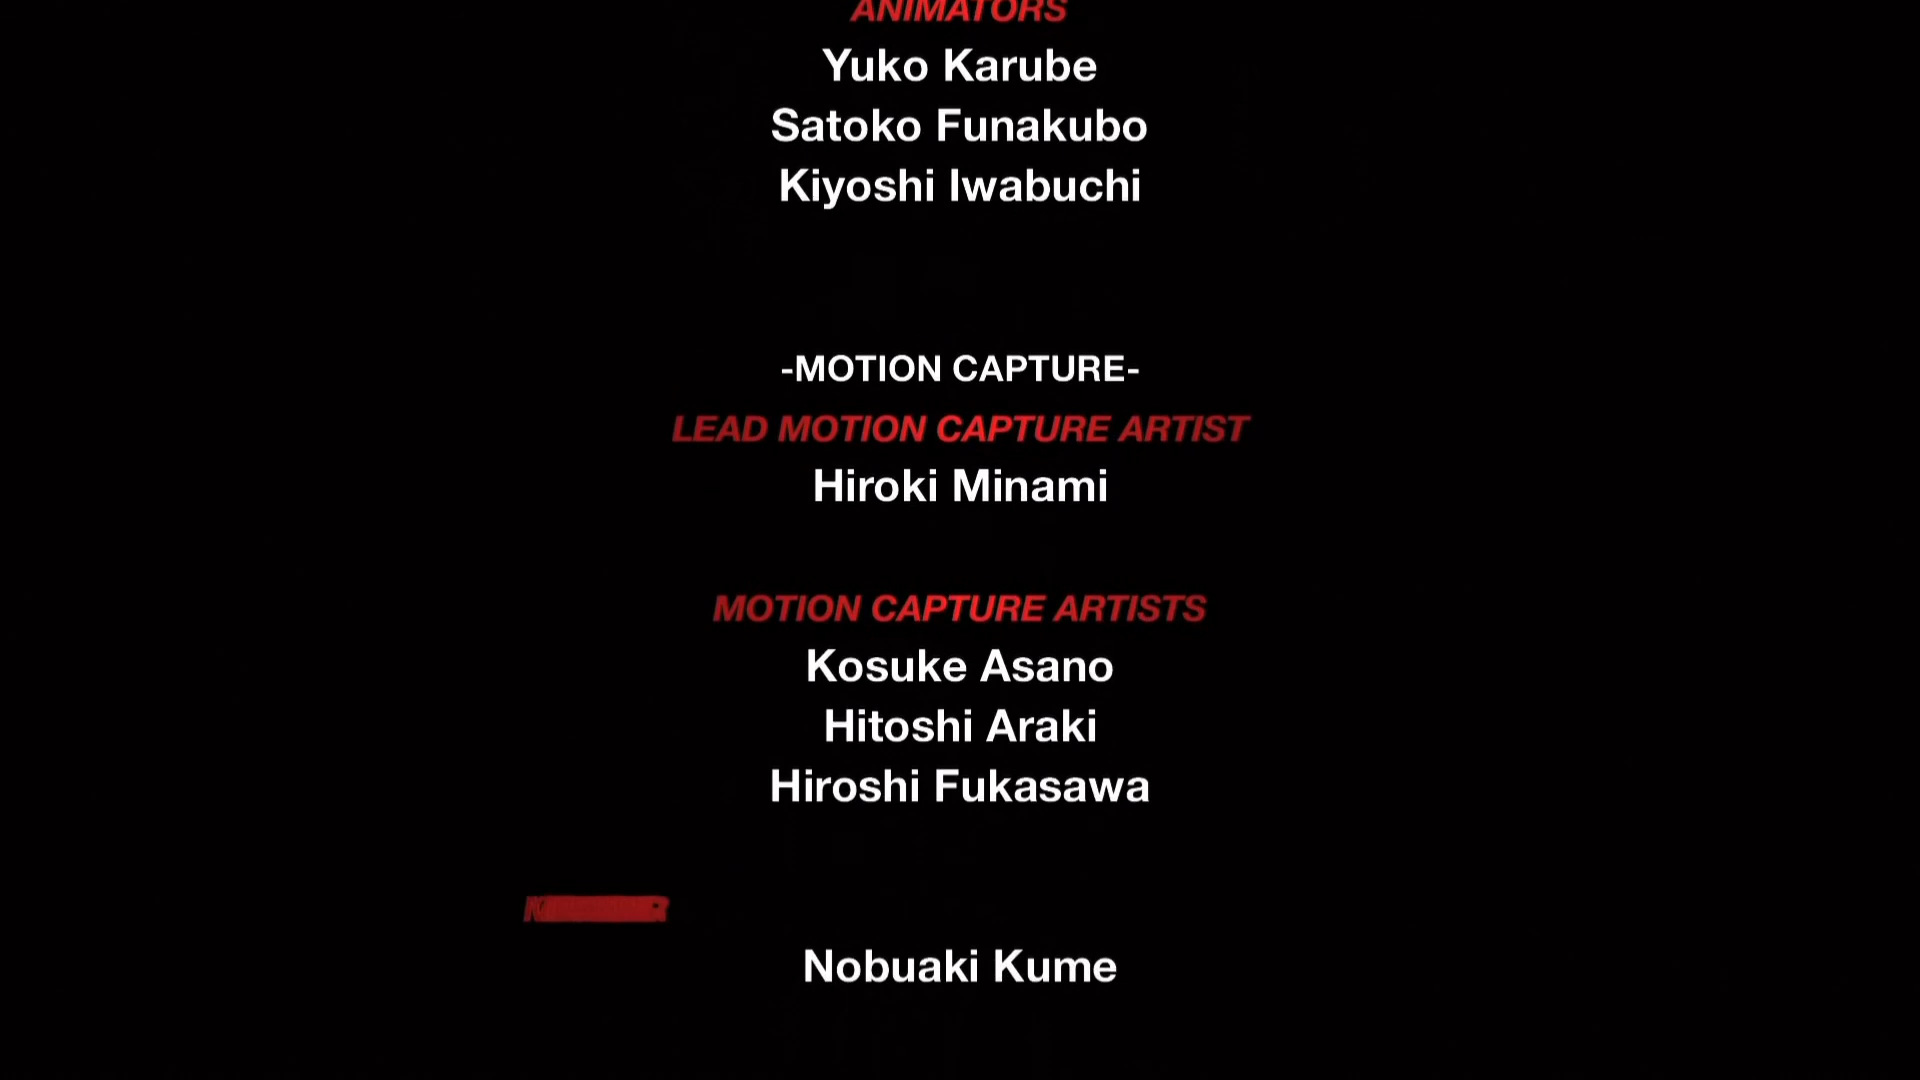 ANIMATORS
Yuko Karube
Satoko Funakubo
Kiyoshi Iwabuchi
-MOTION CAPTURE-
LEAD MOTION CAPTURE ARTIST
Hiroki Minami
MOTION CAPTURE ARTISTS
Kosuke Asano
Hitoshi Araki
Hiroshi Fukasawa
Nobuaki Kume